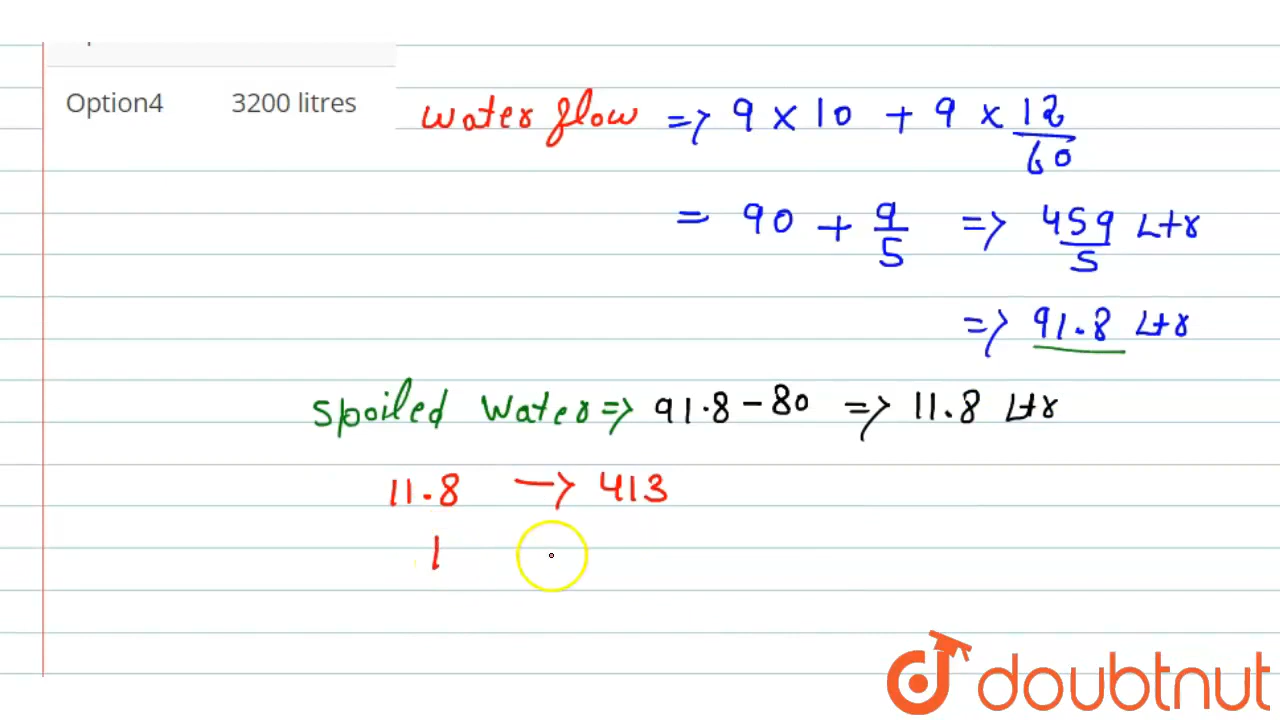 Option4 3200 litres
water flow => 9 × 10 + 9 × 12/60
= 90 + 9/5 => 459/5 Ltr
=> 91.8 Ltr
Spoiled Water => 91.8 - 80 => 11.8 Ltr
11.8 -> 413
1
doubtnut